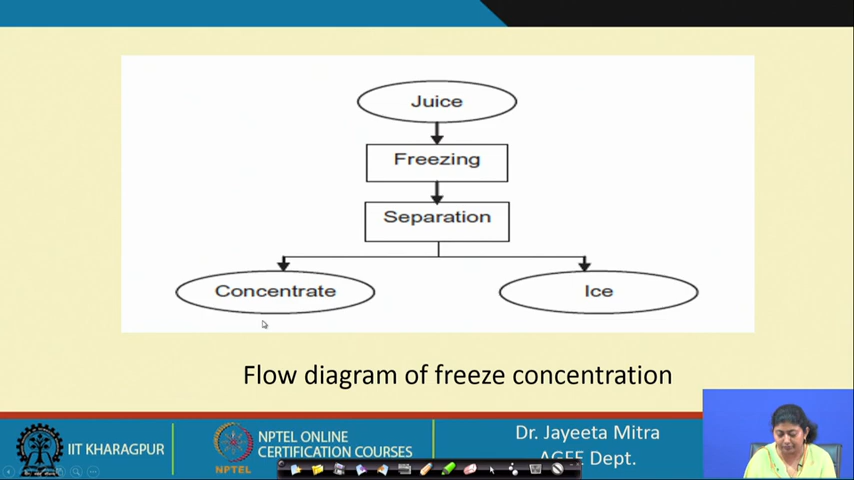 Juice
Freezing
Separation
Concentrate
Ice
Flow diagram of freeze concentration
IIT KHARAGPUR
NPTEL
NPTEL ONLINE
CERTIFICATION COURSES
Dr. Jayeeta Mitra
AGFE Dept.